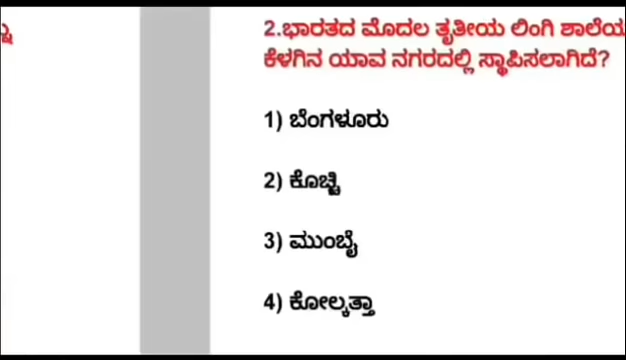 2.ಭಾರತದ ಮೊದಲ ತೃತೀಯ ಲಿಂಗಿ ಶಾಲೆಯ
ಕೆಳಗಿನ ಯಾವ ನಗರದಲ್ಲಿ ಸ್ಥಾಪಿಸಲಾಗಿದೆ?
1) ಬೆಂಗಳೂರು
2) ಕೊಚ್ಚಿ
3) ಮುಂಬೈ
4) ಕೋಲ್ಕತ್ತಾ